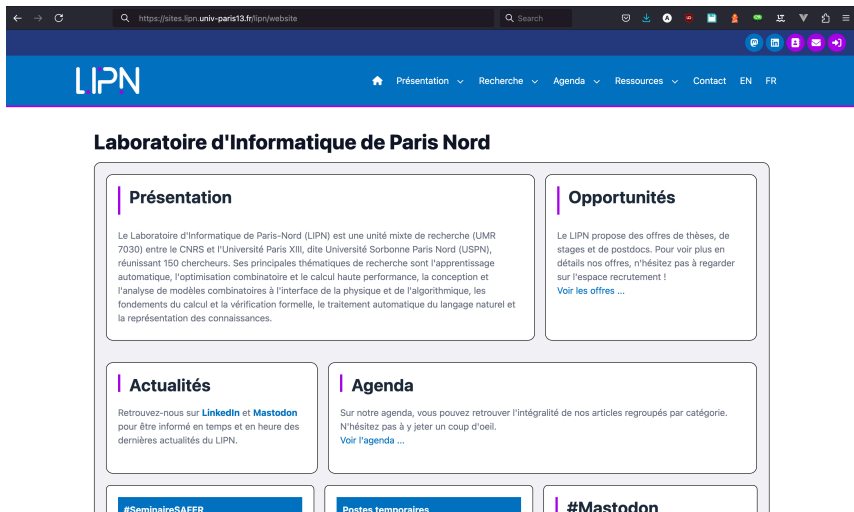 https://sites.lipn.univ-paris13.fr/lipn/website
Search
LIPN
Présentation Recherche Agenda Ressources Contact EN FR
Laboratoire d'Informatique de Paris Nord
Présentation
Le Laboratoire d'Informatique de Paris-Nord (LIPN) est une unité mixte de recherche (UMR
7030) entre le CNRS et l'Université Paris XIII, dite Université Sorbonne Paris Nord (USPN),
réunissant 150 chercheurs. Ses principales thématiques de recherche sont l'apprentissage
automatique, l'optimisation combinatoire et le calcul haute performance, la conception et
l'analyse de modèles combinatoires à l'interface de la physique et de l'algorithmique, les
fondements du calcul et la vérification formelle, le traitement automatique du langage naturel et
la représentation des connaissances.
Opportunités
Le LIPN propose des offres de thèses, de
stages et de postdocs. Pour voir plus en
détails nos offres, n'hésitez pas à regarder
sur l'espace recrutement !
Voir les offres ...
Actualités
Retrouvez-nous sur LinkedIn et Mastodon
pour être informé en temps et en heure des
dernières actualités du LIPN.
Agenda
Sur notre agenda, vous pouvez retrouver l'intégralité de nos articles regroupés par catégorie.
N'hésitez pas à y jeter un coup d'oeil.
Voir l'agenda ...
#SeminaireSAFER
Postes temporaires
#Mastodon